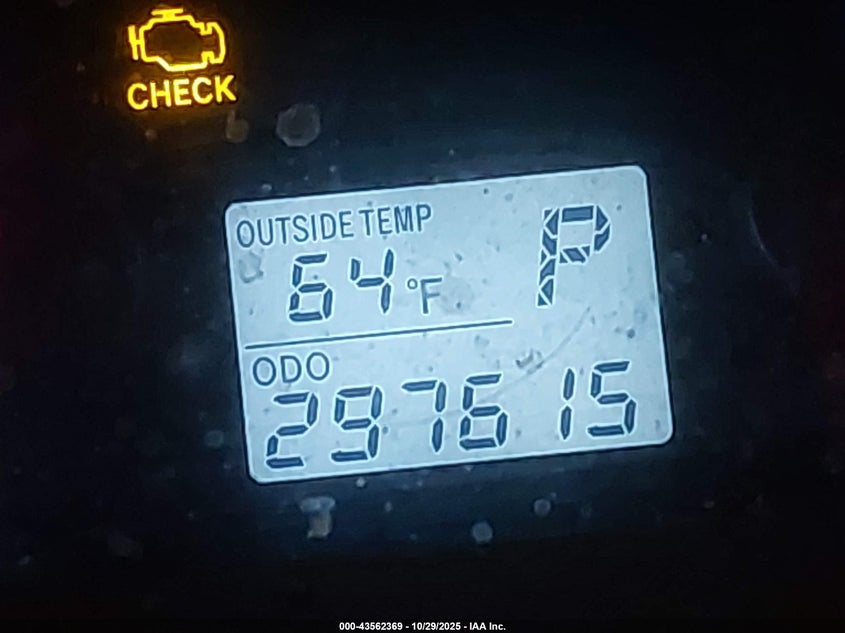 CHECK
OUTSIDE TEMP
P
64°F
ODO
297615
000-43562369 - 10/29/2025 - IAA Inc.